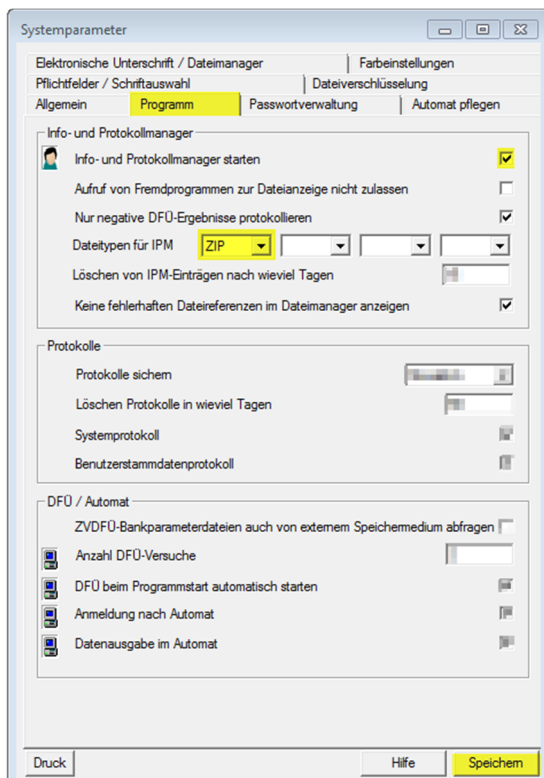 Systemparameter
Elektronische Unterschrift / Dateimanager Farbeinstellungen
Pflichtfelder / Schriftauswahl Dateiverschlüsselung
Allgemein Programm Passwortverwaltung Automat pflegen
Info- und Protokollmanager
Info- und Protokollmanager starten
Aufruf von Fremdprogrammen zur Dateianzeige nicht zulassen
Nur negative DFÜ-Ergebnisse protokollieren
Dateitypen für IPM ZIP
Löschen von IPM-Einträgen nach wieviel Tagen
Keine fehlerhaften Dateireferenzen im Dateimanager anzeigen
Protokolle
Protokolle sichern
Löschen Protokolle in wieviel Tagen
Systemprotokoll
Benutzerstammdatenprotokoll
DFÜ / Automat
ZVDFÜ-Bankparameterdateien auch von externem Speichermedium abfragen
Anzahl DFÜ-Versuche
DFÜ beim Programmstart automatisch starten
Anmeldung nach Automat
Datenausgabe im Automat
Druck Hilfe Speichern